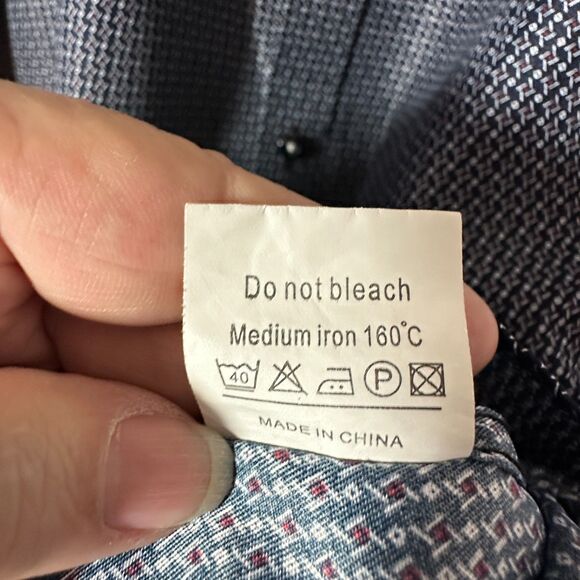 Do not bleach
Medium iron 160°C
40 P
MADE IN CHINA